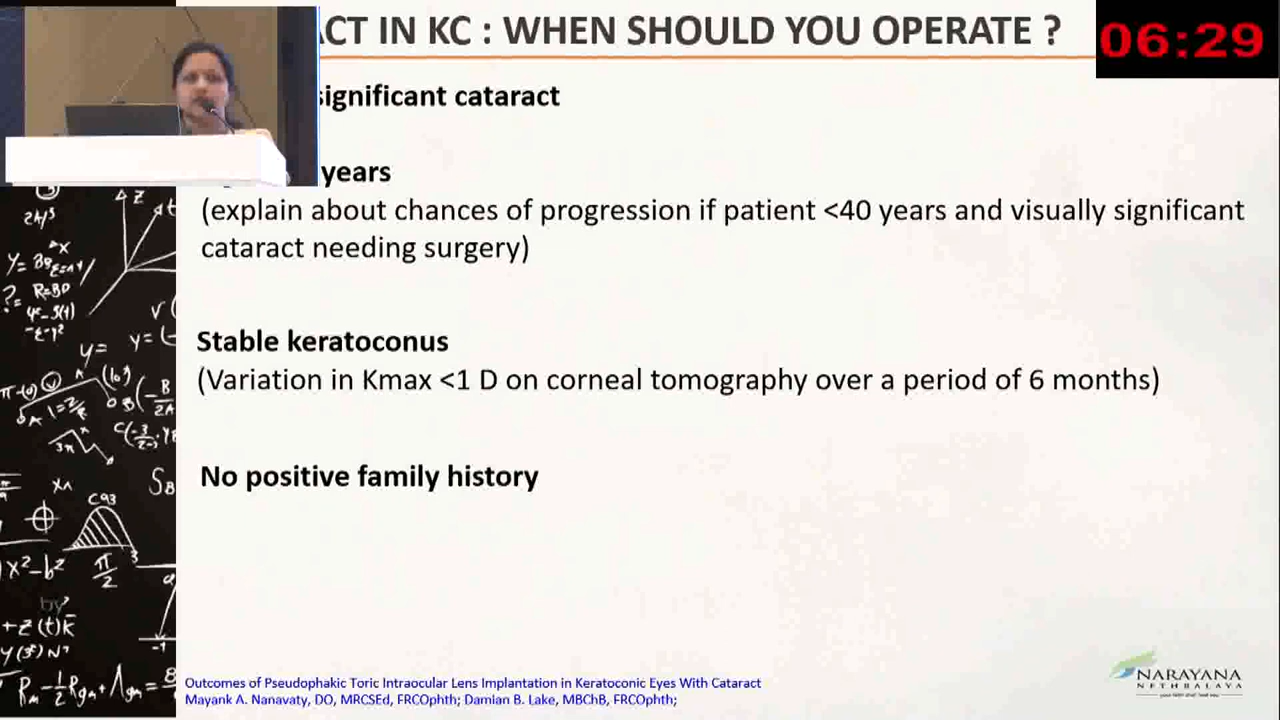 ACT IN KC : WHEN SHOULD YOU OPERATE ?
06:29
significant cataract
years
(explain about chances of progression if patient <40 years and visually significant
cataract needing surgery)
Stable keratoconus
(Variation in Kmax <1 D on corneal tomography over a period of 6 months)
No positive family history
Outcomes of Pseudophakic Toric Intraocular Lens Implantation in Keratoconic Eyes With Cataract
Mayank A. Nanavaty, DO, MRCSEd, FRCOphth; Damian B. Lake, MBChB, FRCOphth;
NARAYANA
NETHRALAYA